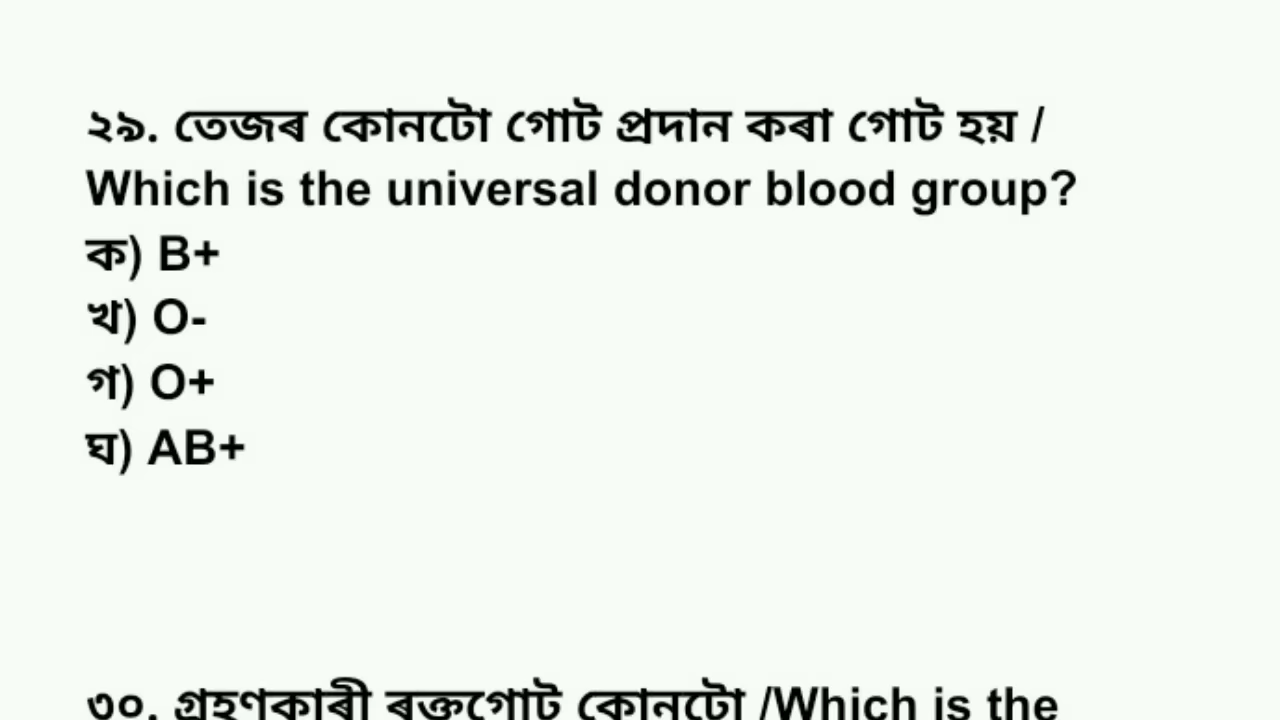 ২৯. তেজৰ কোনটো গোট প্ৰদান কৰা গোট হয় /
Which is the universal donor blood group?
ক) B+
খ) O-
গ) O+
ঘ) AB+
৩০. গ্ৰহণকাৰী ৰক্তগোট কোনটো /Which is the